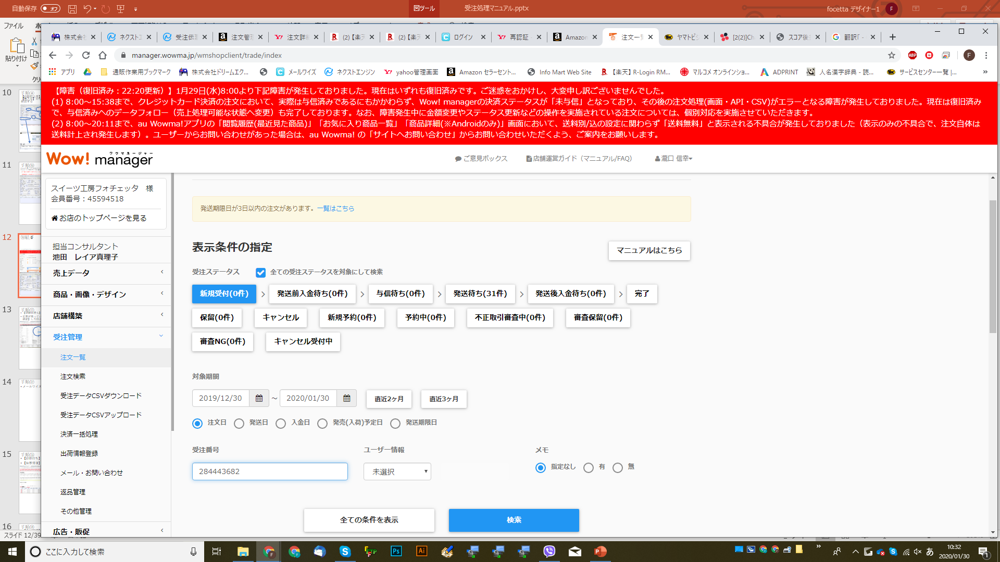 自動保存 オフ
図ツール
受注処理マニュアル.pptx
focetta デザイナー1
F
ファイル
貼り付け
株式会社
ネクストエ
受注伝票
注文管理
注文詳細
(2)【楽天
(2)【楽天
ログイン
再認証 -
Amazon
注文一覧
ヤマトビジ
[2(2)]Ch
スコア後払
翻訳「 -
manager.wowma.jp/wmshopclient/trade/index
アプリ
通販作業用ブックマーク
株式会社ドリームエク...
メールワイズ
ネクストエンジン
yahoo管理画面
Amazon セラーセント...
Info Mart Web Site
【楽天】R-Login RM...
マルコメ オンラインショ...
ADPRINT
人名漢字辞典 - 読...
サービスセンター一覧 |...
【障害（復旧済み：22:20更新）】1月29日(水)8:00より下記障害が発生しておりました。現在はいずれも復旧済みです。ご迷惑をおかけし、大変申し訳ございませんでした。
(1) 8:00～15:38まで、クレジットカード決済の注文において、実際は与信済みであるにもかかわらず、Wow! managerの決済ステータスが「未与信」となっており、その後の注文処理(画面・API・CSV)がエラーとなる障害が発生しておりました。現在は復旧済み
で、与信済みへのデータフォロー（売上処理可能な状態へ変更）も完了しております。なお、障害発生中に金額変更やステータス更新などの操作を実施されている注文については、個別対応を実施させていただきます。
(2) 8:00～20:11まで、au Wowma!アプリの「閲覧履歴(最近見た商品)」「お気に入り商品一覧」「商品詳細(※Androidのみ)」画面において、送料別/込の設定に関わらず「送料無料」と表示される不具合が発生しておりました（表示のみの不具合で、注文自体は
送料計上され発生します）。ユーザーからお問い合わせがあった場合は、au Wowma! の「サイトへお問い合わせ」からお問い合わせいただくよう、ご案内をお願いします。
ワウマネージャー
Wow! manager
ご意見ボックス
店舗運営ガイド（マニュアル/FAQ）
瀧口 信幸
スイーツ工房フォチェッタ 様
会員番号：45594518
お店のトップページを見る
担当コンサルタント
池田 レイア真理子
売上データ
商品・画像・デザイン
店舗構築
受注管理
注文一覧
注文検索
受注データCSVダウンロード
受注データCSVアップロード
決済一括処理
出荷情報登録
メール・お問い合わせ
返品管理
その他管理
広告・販促
発送期限日が3日以内の注文があります。一覧はこちら
表示条件の指定
マニュアルはこちら
受注ステータス
全ての受注ステータスを対象にして検索
新規受付(0件) > 発送前入金待ち(0件) > 与信待ち(0件) > 発送待ち(31件) > 発送後入金待ち(0件) > 完了
保留(0件) キャンセル 新規予約(0件) 予約中(0件) 不正取引審査中(0件) 審査保留(0件)
審査NG(0件) キャンセル受付中
対象期間
2019/12/30 ～ 2020/01/30 直近2ヶ月 直近3ヶ月
注文日 発送日 入金日 発売(入荷)予定日 発送期限日
受注番号 ユーザー情報 メモ
284443682 未選択 指定なし 有 無
全ての条件を表示 検索
10
11
12
13
14
15
16
スライド 12/39
ここに入力して検索
あ
10:32
2020/01/30